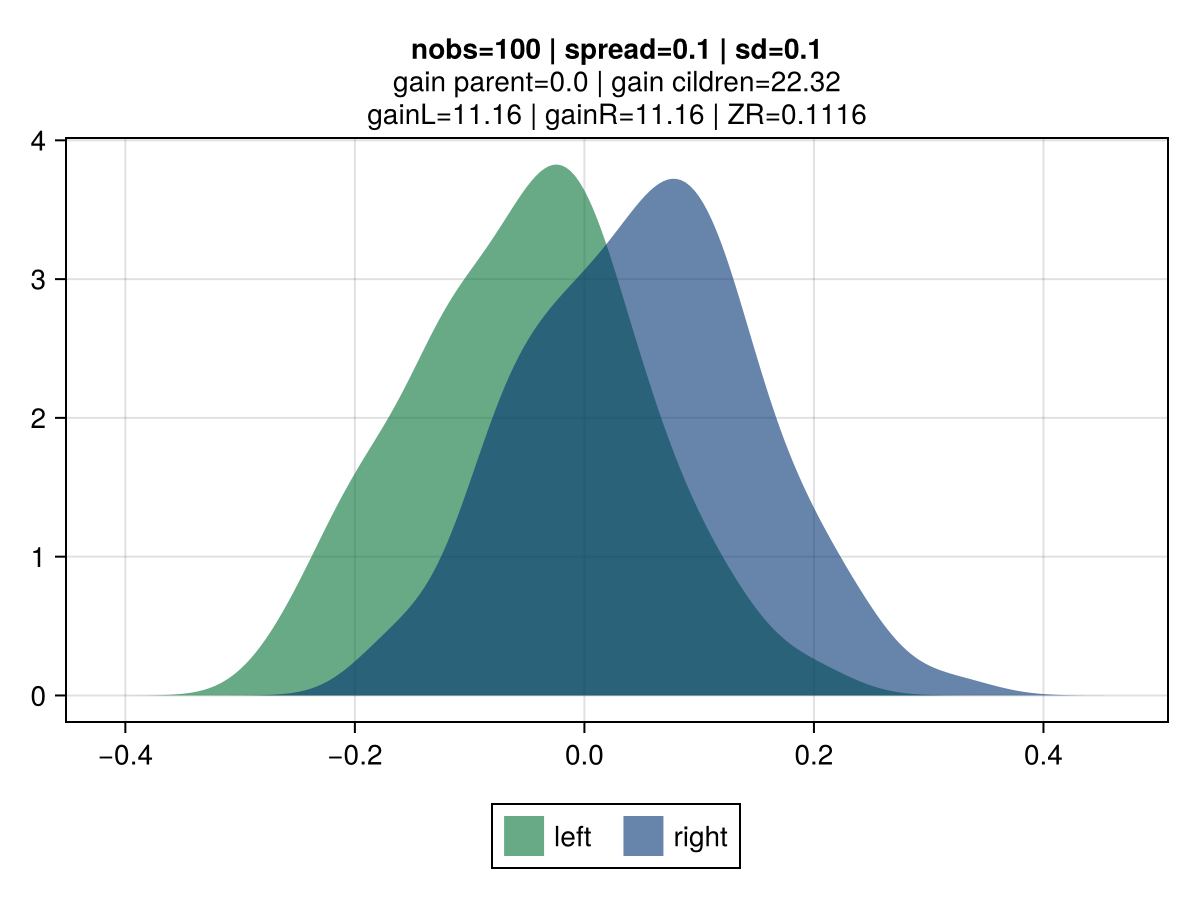 nobs=100 | spread=0.1 | sd=0.1
gain parent=0.0 | gain cildren=22.32
gainL=11.16 | gainR=11.16 | ZR=0.1116
4
3
2
1
0
−0.4 −0.2 0.0 0.2 0.4
left right